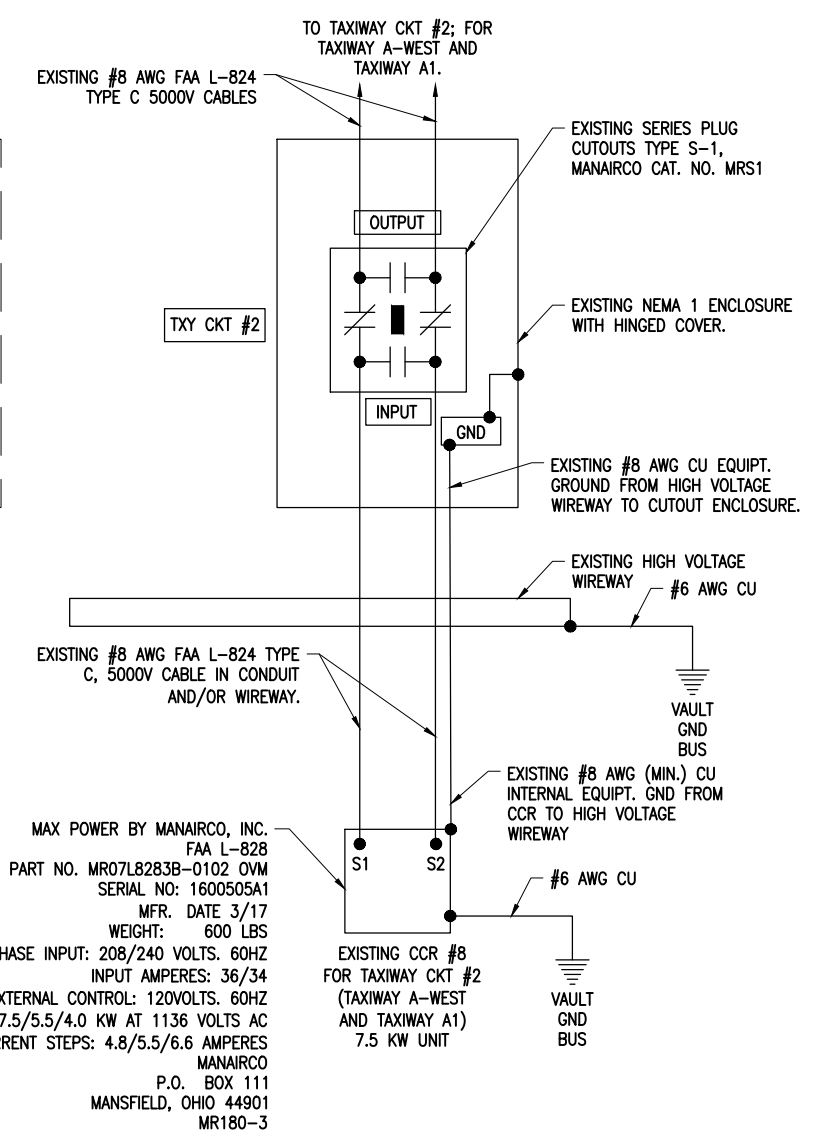 TO TAXIWAY CKT #2; FOR
TAXIWAY A-WEST AND
TAXIWAY A1.
EXISTING #8 AWG FAA L-824
TYPE C 5000V CABLES
EXISTING SERIES PLUG
CUTOUTS TYPE S-1,
MANAIRCO CAT. NO. MRS1
OUTPUT
TXY CKT #2
EXISTING NEMA 1 ENCLOSURE
WITH HINGED COVER.
INPUT
GND
EXISTING #8 AWG CU EQUIPT.
GROUND FROM HIGH VOLTAGE
WIREWAY TO CUTOUT ENCLOSURE.
EXISTING HIGH VOLTAGE
WIREWAY
#6 AWG CU
EXISTING #8 AWG FAA L-824 TYPE
C, 5000V CABLE IN CONDUIT
AND/OR WIREWAY.
VAULT
GND
BUS
EXISTING #8 AWG (MIN.) CU
INTERNAL EQUIPT. GND FROM
CCR TO HIGH VOLTAGE
WIREWAY
MAX POWER BY MANAIRCO, INC.
FAA L-828
PART NO. MR07L8283B-0102 OVM
SERIAL NO: 1600505A1
MFR. DATE 3/17
WEIGHT: 600 LBS
HASE INPUT: 208/240 VOLTS. 60HZ
INPUT AMPERES: 36/34
XTERNAL CONTROL: 120VOLTS. 60HZ
7.5/5.5/4.0 KW AT 1136 VOLTS AC
RENT STEPS: 4.8/5.5/6.6 AMPERES
MANAIRCO
P.O. BOX 111
MANSFIELD, OHIO 44901
MR180-3
S1
S2
#6 AWG CU
EXISTING CCR #8
FOR TAXIWAY CKT #2
(TAXIWAY A-WEST
AND TAXIWAY A1)
7.5 KW UNIT
VAULT
GND
BUS